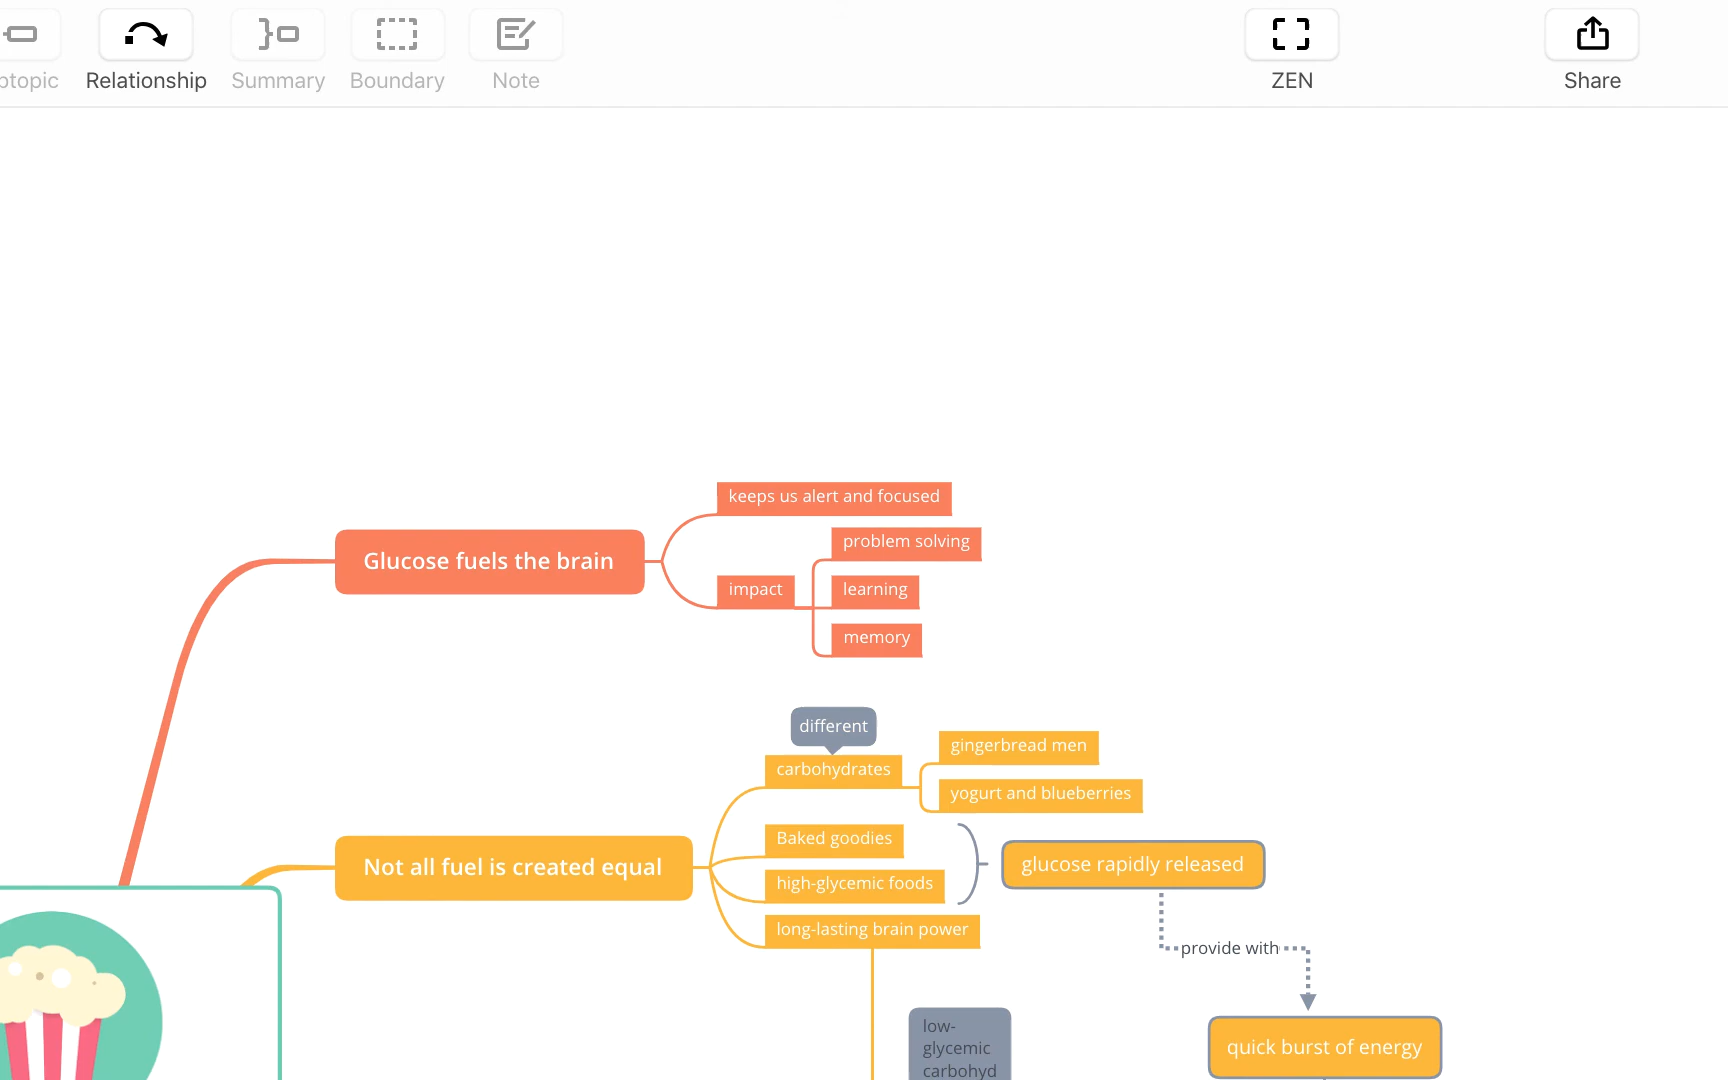 Relationship
Summary
Boundary
Note
ZEN
Share
keeps us alert and focused
problem solving
Glucose fuels the brain
impact
learning
memory
different
gingerbread men
carbohydrates
yogurt and blueberries
Baked goodies
Not all fuel is created equal
glucose rapidly released
high-glycemic foods
long-lasting brain power
provide with
low-
glycemic
carbohyd
quick burst of energy